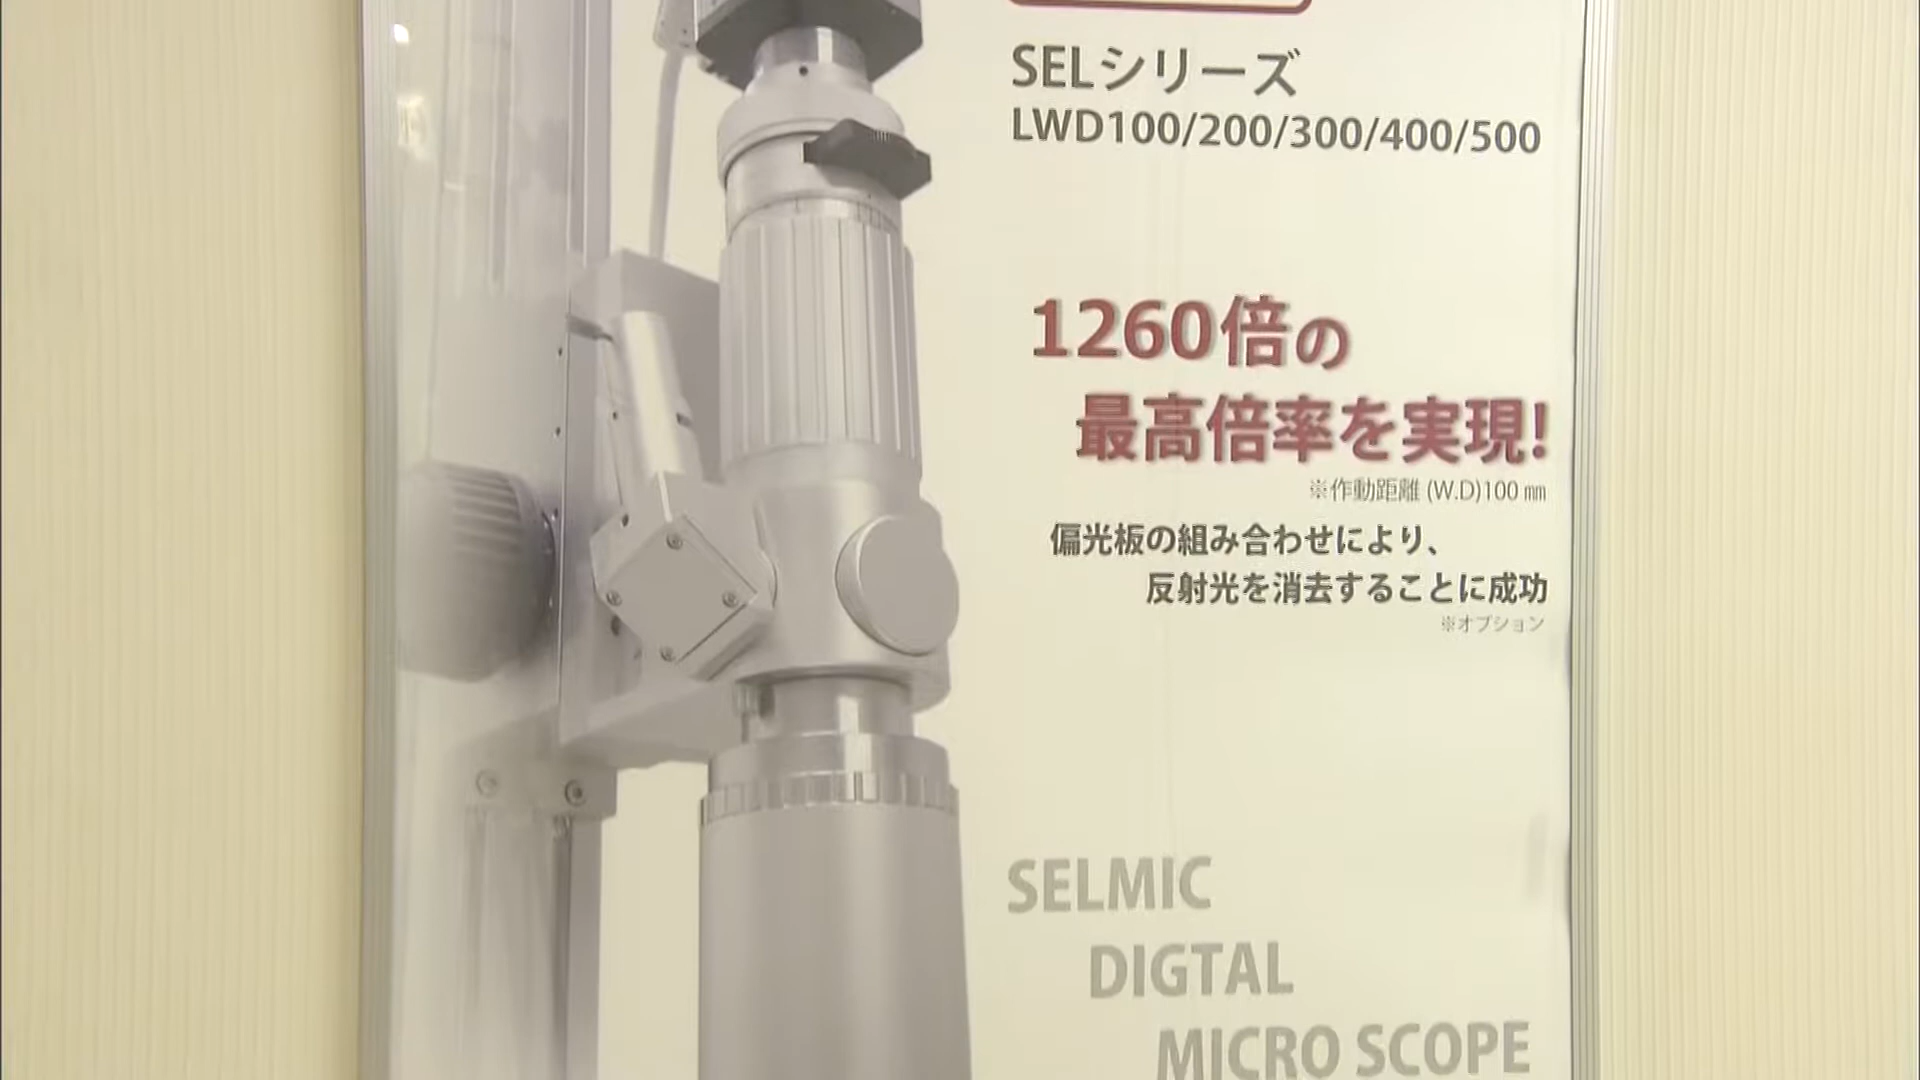 SELシリーズ
LWD100/200/300/400/500
1260倍の
最高倍率を実現!
※作動距離 (W.D)100㎜
偏光板の組み合わせにより、
反射光を消去することに成功
※オプション
SELMIC
DIGTAL
MICRO SCOPE